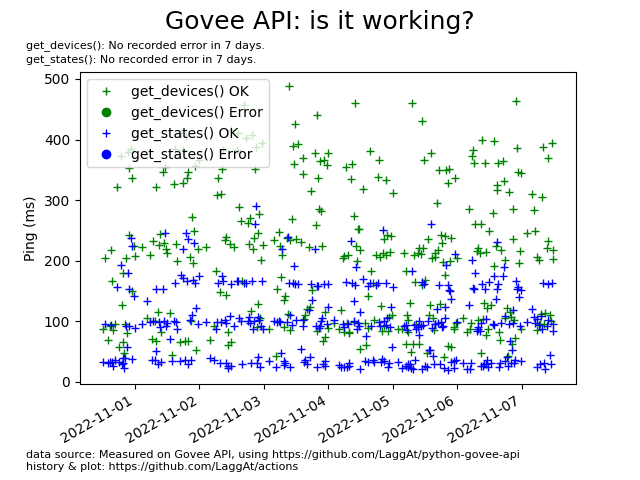 Govee API: is it working?
get_devices(): No recorded error in 7 days.
get_states(): No recorded error in 7 days.
get_devices() OK
get_devices() Error
get_states() OK
get_states() Error
Ping (ms)
500
400
300
200
100
0
2022-11-01
2022-11-02
2022-11-03
2022-11-04
2022-11-05
2022-11-06
2022-11-07
data source: Measured on Govee API, using https://github.com/LaggAt/python-govee-api
history & plot: https://github.com/LaggAt/actions